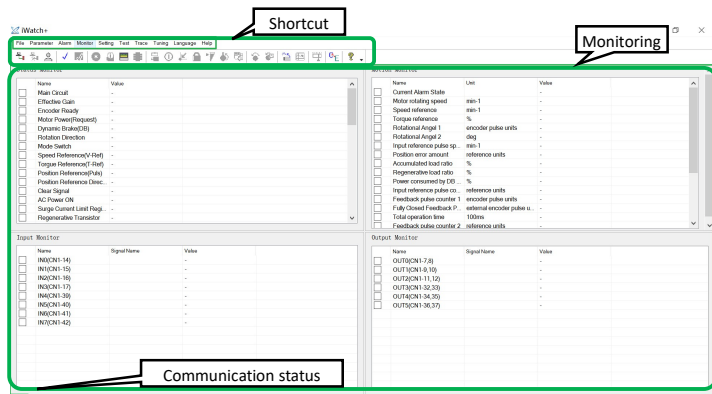 Shortcut
iWatch+
Monitoring
File Parameter Alarm Monitor Setting Test Trace Tuning Language Help
Status Monitor
Motion Monitor
Name Value
Main Circuit -
Effective Gain -
Encoder Ready -
Motor Power(Request) -
Dynamic Brake(DB) -
Rotation Direction -
Mode Switch -
Speed Reference(V-Ref) -
Torgue Reference(T-Ref) -
Position Reference(Puls) -
Position Reference Direc... -
Clear Signal -
AC Power ON -
Surge Current Limit Regi... -
Regenerative Transistor -
Name Unit Value
Current Alarm State -
Motor rotating speed min-1 -
Speed reference min-1 -
Torque reference % -
Rotational Angel 1 encoder pulse units -
Rotational Angel 2 deg -
Input reference pulse sp... min-1 -
Position error amount reference units -
Accumulated load ratio % -
Regenerative load ratio % -
Power consumed by DB ... % -
Input reference pulse co... reference units -
Feedback pulse counter 1 encoder pulse units -
Fully Closed Feedback P... external encoder pulse u... -
Total operation time 100ms -
Feedback pulse counter 2 reference units -
Input Monitor
Name Signal Name Value
IN0(CN1-14) -
IN1(CN1-15) -
IN2(CN1-16) -
IN3(CN1-17) -
IN4(CN1-39) -
IN5(CN1-40) -
IN6(CN1-41) -
IN7(CN1-42) -
Output Monitor
Name Signal Name Value
OUT0(CN1-7,8) -
OUT1(CN1-9,10) -
OUT2(CN1-11,12) -
OUT3(CN1-32,33) -
OUT4(CN1-34,35) -
OUT5(CN1-36,37) -
Communication status